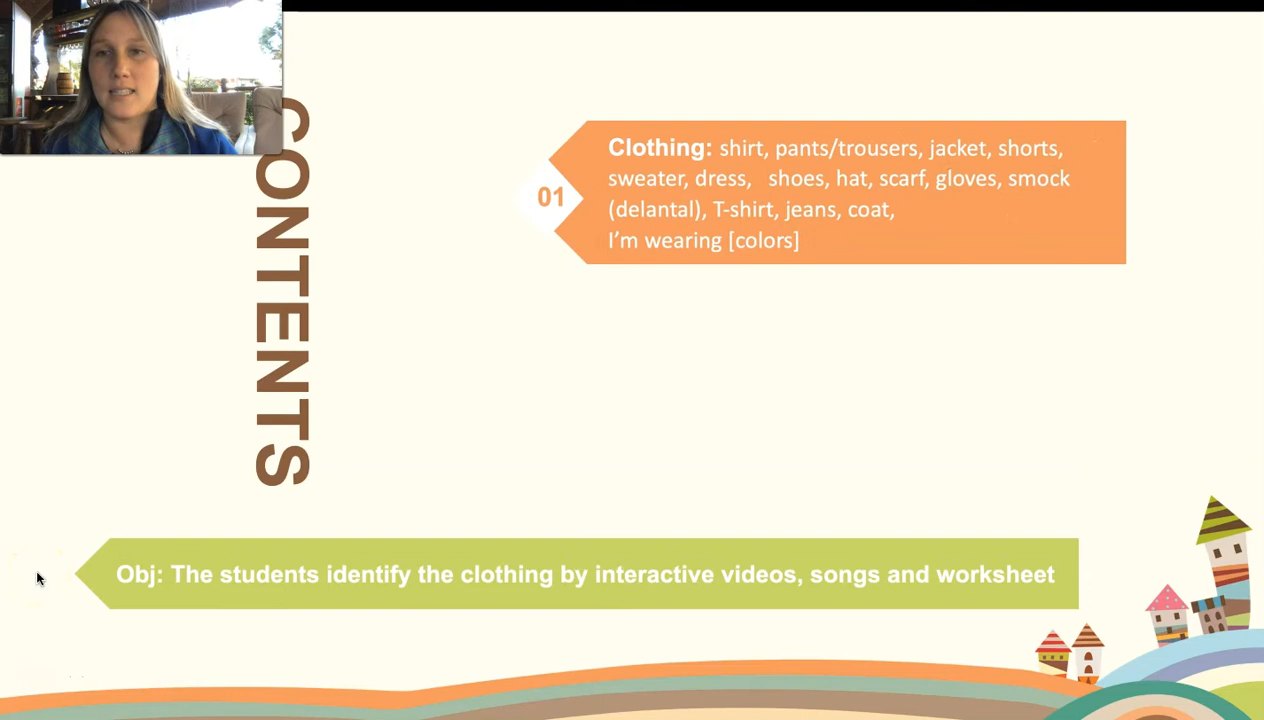 CONTENTS
01
Clothing: shirt, pants/trousers, jacket, shorts,
sweater, dress, shoes, hat, scarf, gloves, smock
(delantal), T-shirt, jeans, coat,
I'm wearing [colors]
Obj: The students identify the clothing by interactive videos, songs and worksheet